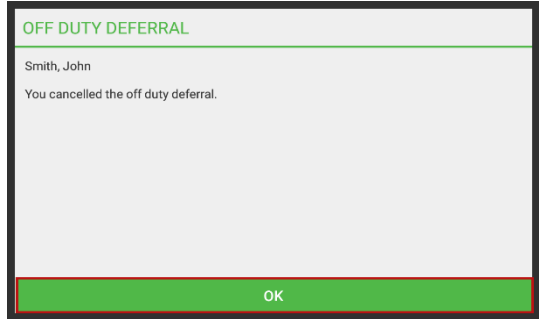 OFF DUTY DEFERRAL
Smith, John
You cancelled the off duty deferral.
OK